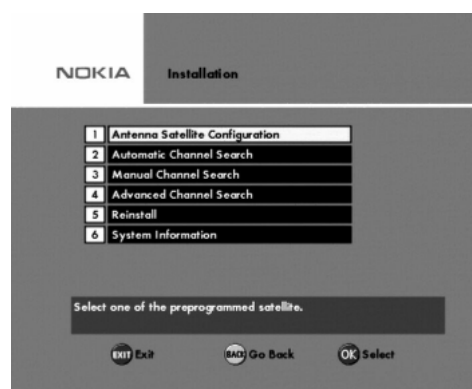 NOKIA
Installation
1 Antenna Satellite Configuration
2 Automatic Channel Search
3 Manual Channel Search
4 Advanced Channel Search
5 Reinstall
6 System Information
Select one of the preprogrammed satellite.
EXIT Exit BACK Go Back OK Select